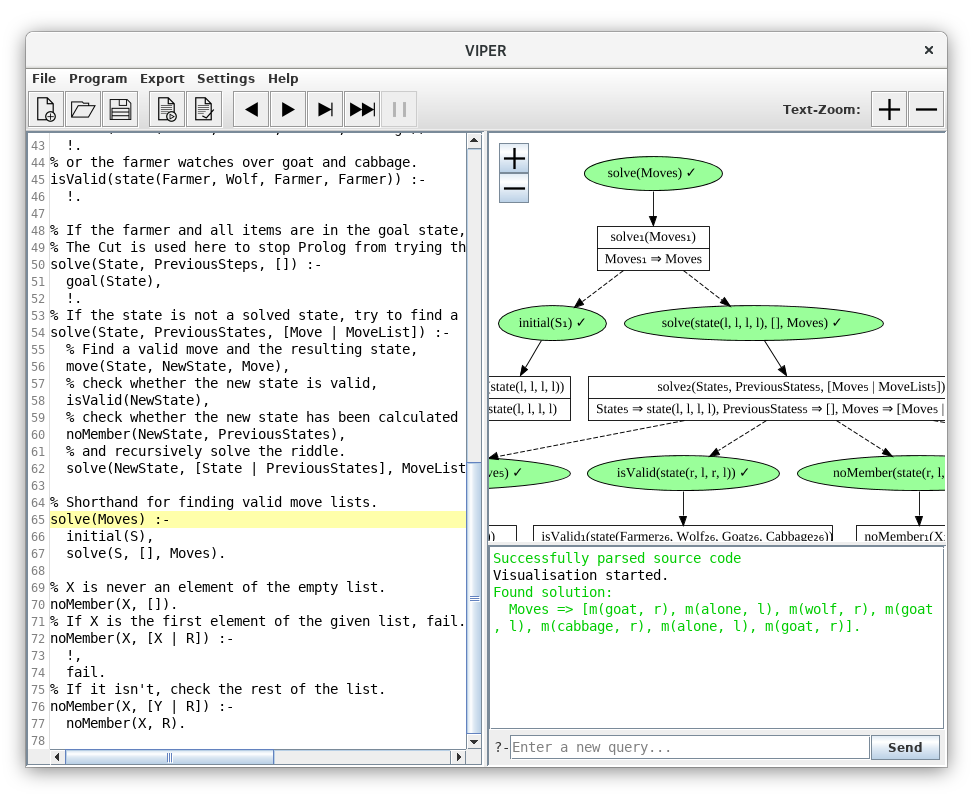 VIPER
File Program Export Settings Help
Text-Zoom:
43 !.
44 % or the farmer watches over goat and cabbage.
45 isValid(state(Farmer, Wolf, Farmer, Farmer)) :-
46 !.
47
48 % If the farmer and all items are in the goal state,
49 % The Cut is used here to stop Prolog from trying th
50 solve(State, PreviousSteps, []) :-
51 goal(State),
52 !.
53 % If the state is not a solved state, try to find a
54 solve(State, PreviousStates, [Move | MoveList]) :-
55 % Find a valid move and the resulting state,
56 move(State, NewState, Move),
57 % check whether the new state is valid,
58 isValid(NewState),
59 % check whether the new state has been calculated
60 noMember(NewState, PreviousStates),
61 % and recursively solve the riddle.
62 solve(NewState, [State | PreviousStates], MoveList
63
64 % Shorthand for finding valid move lists.
65 solve(Moves) :-
66 initial(S),
67 solve(S, [], Moves).
68
69 % X is never an element of the empty list.
70 noMember(X, []).
71 % If X is the first element of the given list, fail.
72 noMember(X, [X | R]) :-
73 !,
74 fail.
75 % If it isn't, check the rest of the list.
76 noMember(X, [Y | R]) :-
77 noMember(X, R).
78
solve(Moves) ✓
solve₁(Moves₁)
Moves₁ ⇒ Moves
initial(S₁) ✓
solve(state(l, l, l, l), [], Moves) ✓
(state(l, l, l, l))
state(l, l, l, l)
solve₂(State₅, PreviousStates₅, [Move₅ | MoveList₅])
State₅ ⇒ state(l, l, l, l), PreviousStates₅ ⇒ [], Moves ⇒ [Move₅ |
ves) ✓
isValid(state(r, l, r, l)) ✓
noMember(state(r, l,
))
isValid₁(state(Farmer₂₆, Wolf₂₆, Goat₂₆, Cabbage₂₆))
noMember₁(X
Successfully parsed source code
Visualisation started.
Found solution:
Moves => [m(goat, r), m(alone, l), m(wolf, r), m(goat
, l), m(cabbage, r), m(alone, l), m(goat, r)].
?- Enter a new query...
Send